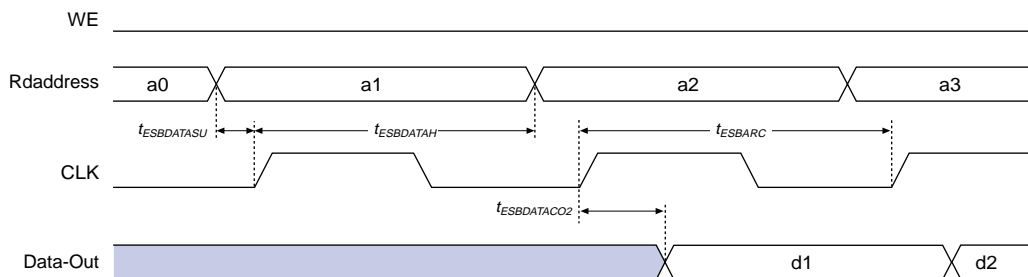 WE
Rdaddress a0 a1 a2 a3
tESBDATASU tESBDATAH tESBARC
CLK
tESBDATACO2
Data-Out d1 d2